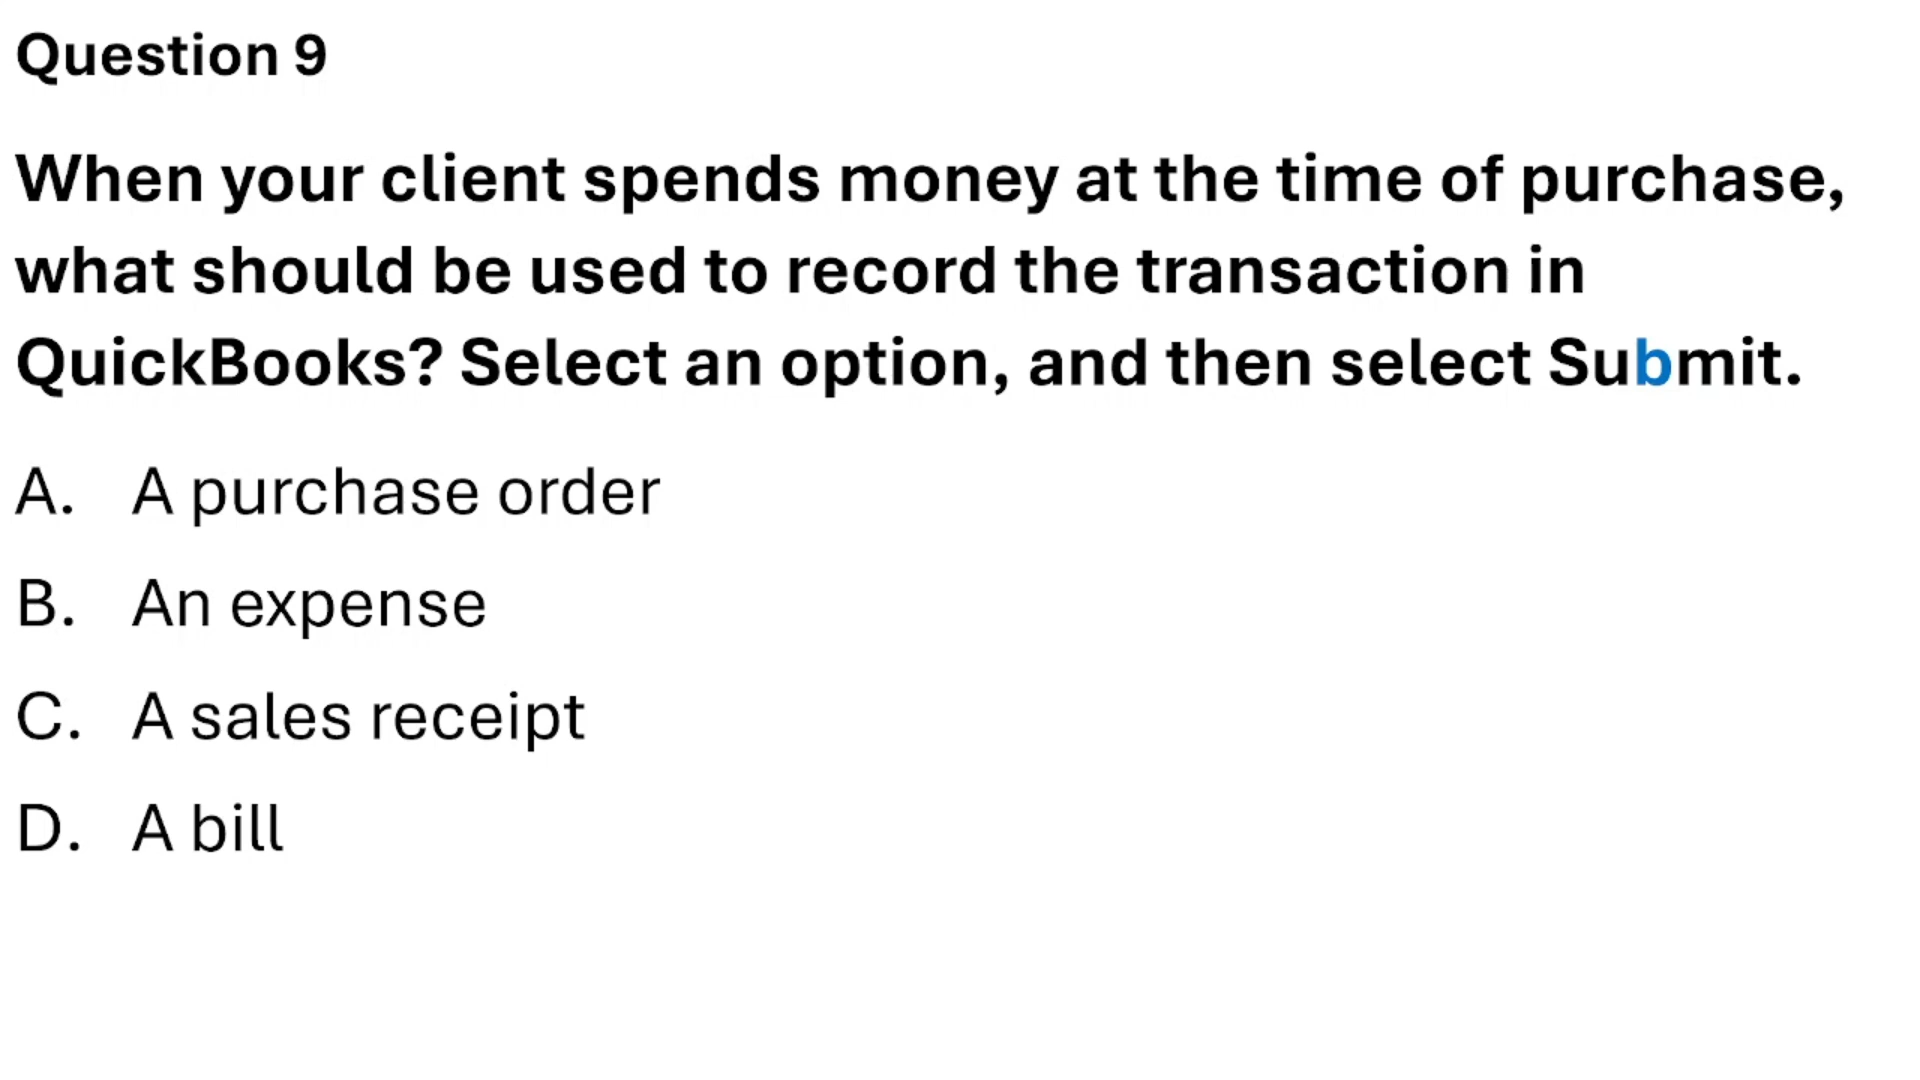 Question 9
When your client spends money at the time of purchase,
what should be used to record the transaction in
QuickBooks? Select an option, and then select Submit.
A. A purchase order
B. An expense
C. A sales receipt
D. A bill